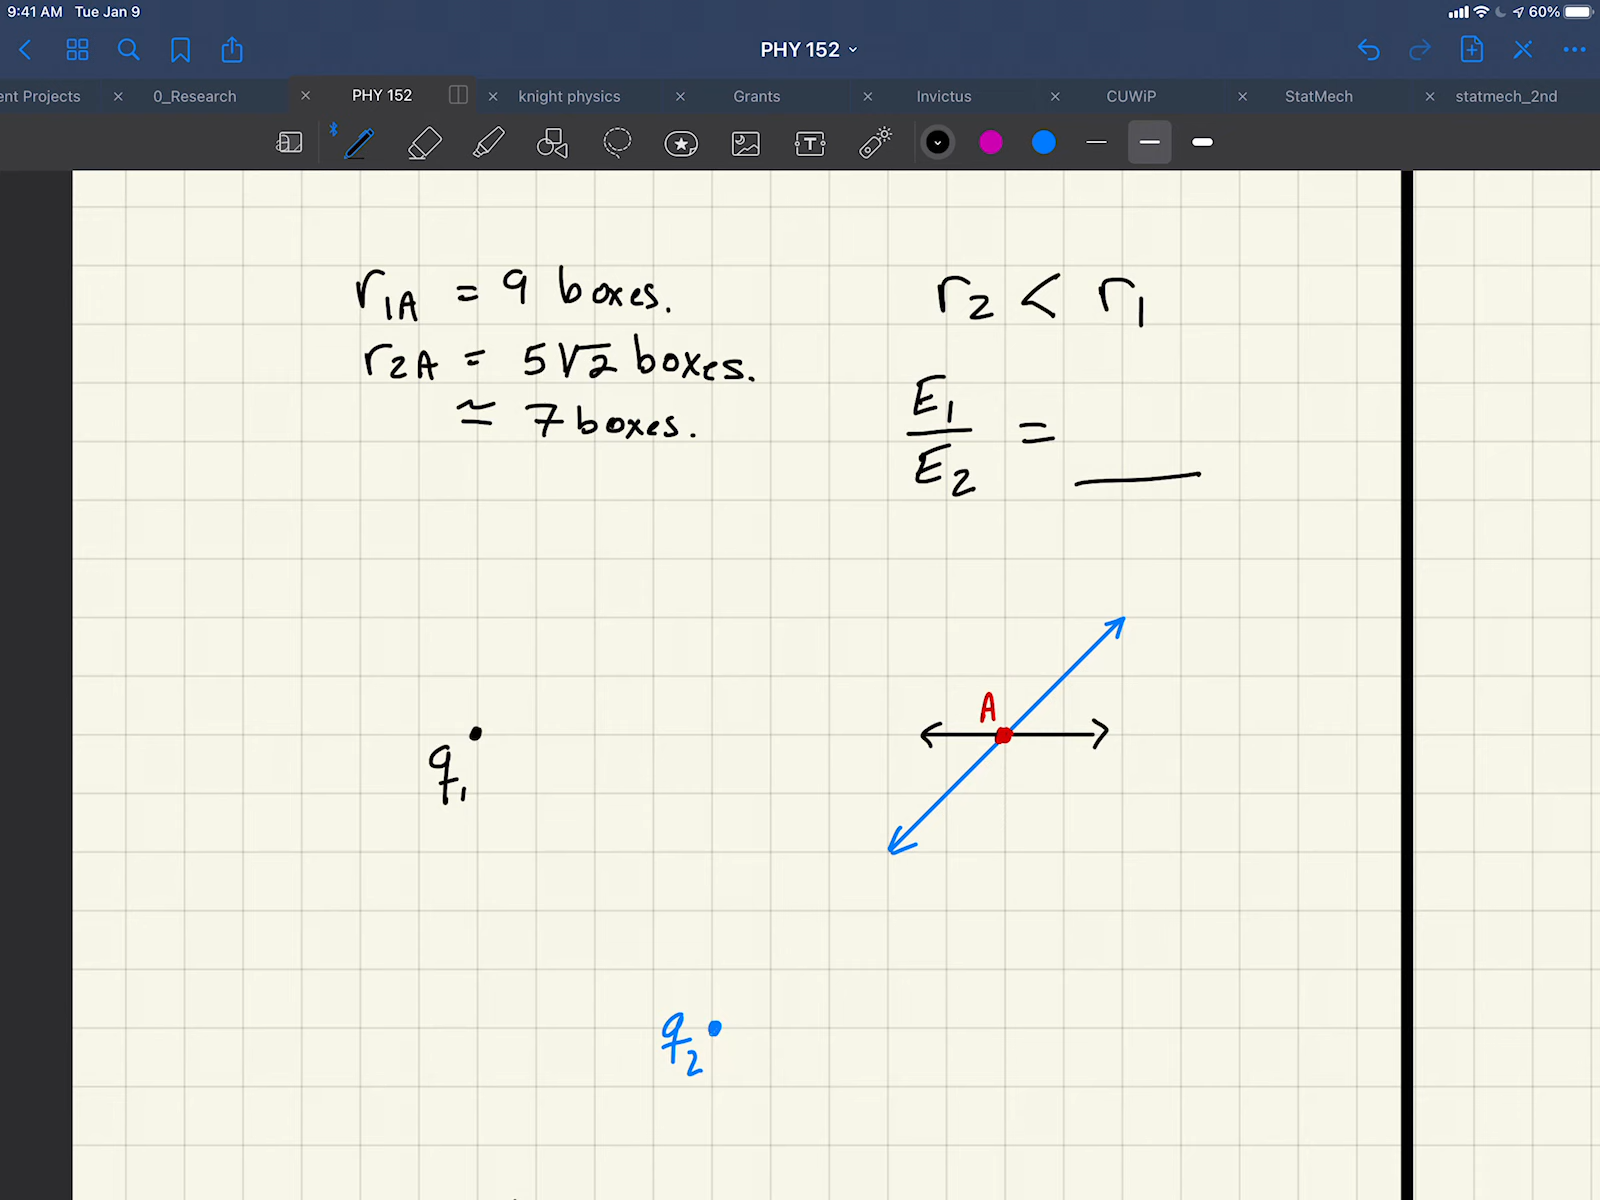 9:41 AM Tue Jan 9
60%
PHY 152
ent Projects
0_Research
PHY 152
knight physics
Grants
Invictus
CUWiP
StatMech
statmech_2nd
T
r1A = 9 boxes.
r2A = 5√2 boxes.
≃ 7 boxes.
r2 < r1
E1
E2
= ___
A
q1
q2